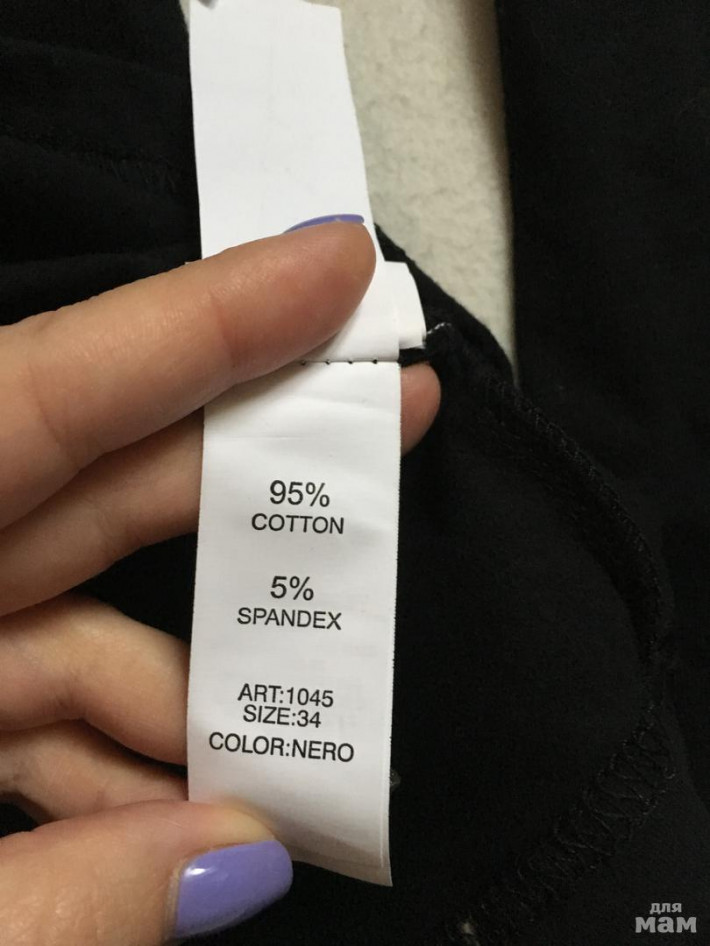 95%
COTTON
5%
SPANDEX
ART:1045
SIZE:34
COLOR:NERO
для
мам